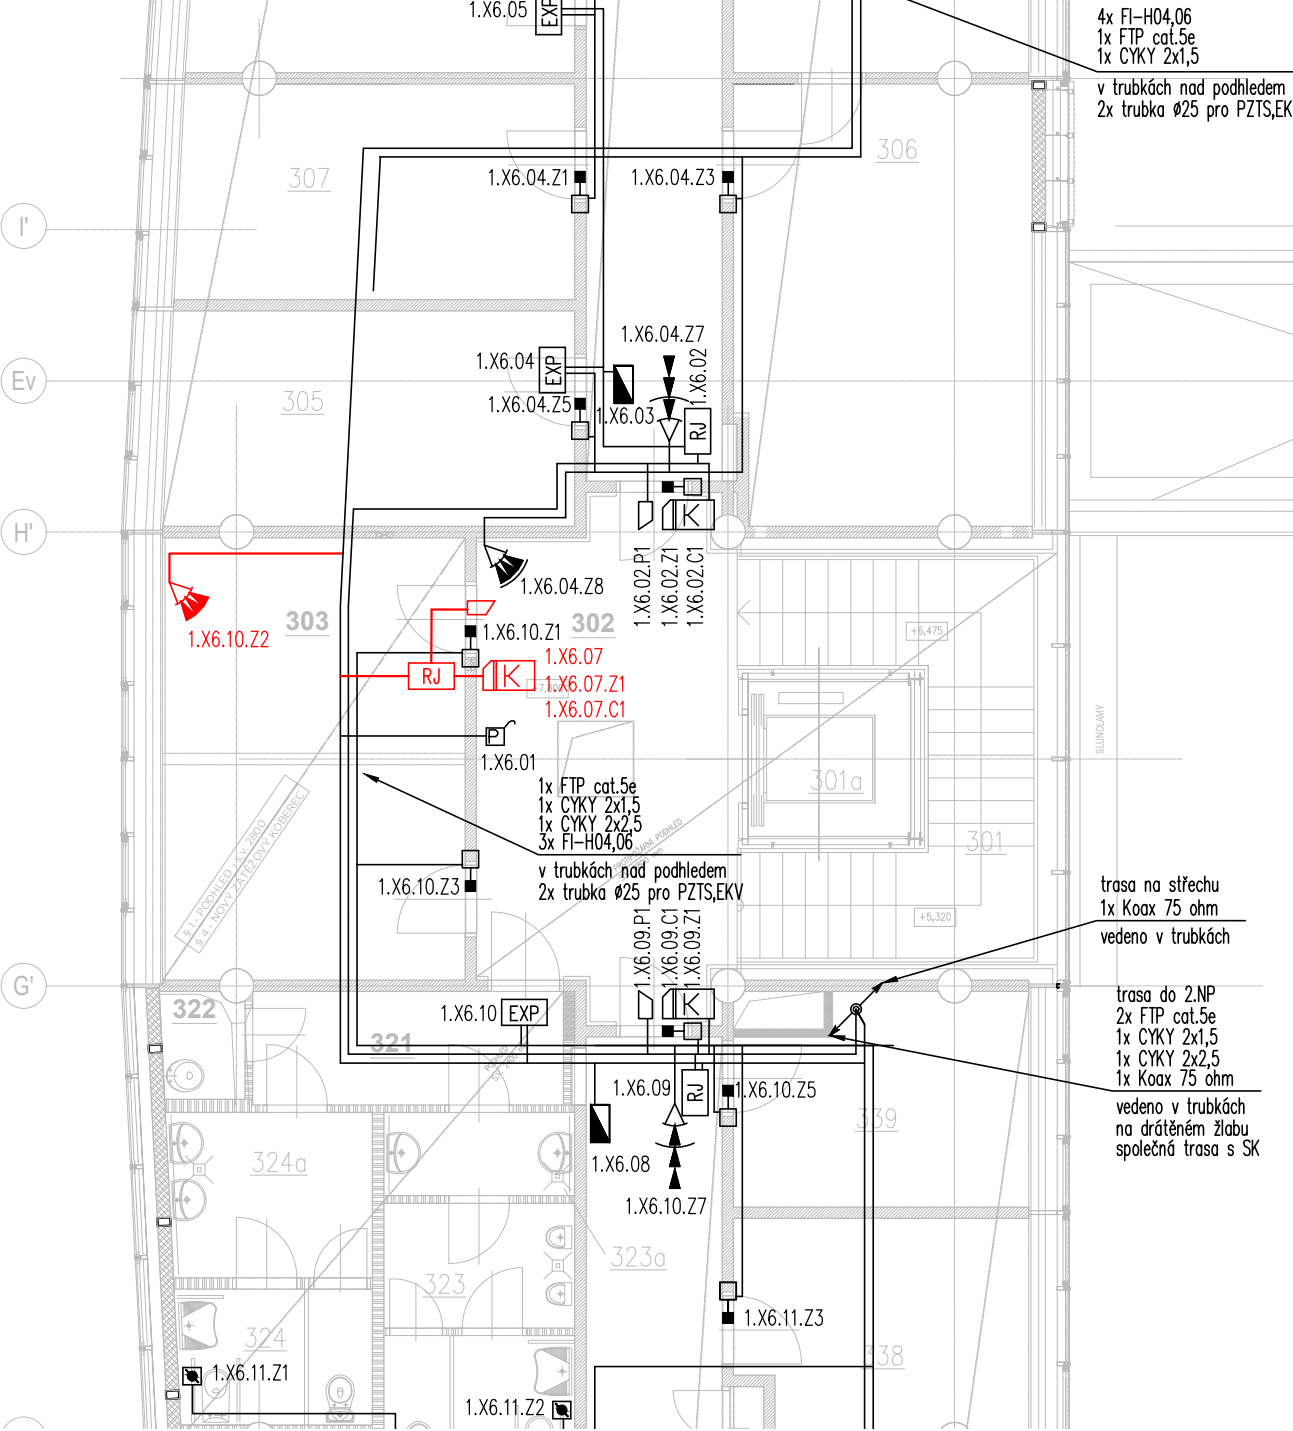 1.X6.05
EXP
4x FI-H04,06
1x FTP cat.5e
1x CYKY 2x1,5
v trubkách nad podhledem
2x trubka ø25 pro PZTS,EK
306
307
1.X6.04.Z1
1.X6.04.Z3
I'
1.X6.04.Z7
1.X6.02
1.X6.04
EXP
Ev
305
1.X6.04.Z5
1.X6.03
RJ
K
H'
1.X6.02.P1
1.X6.02.Z1
1.X6.02.C1
1.X6.04.Z8
303
302
1.X6.10.Z1
1.X6.10.Z2
+6,475
1.X6.07
RJ
K
1.X6.07.Z1
1.X6.07.C1
SLUNOLAMY
P
1.X6.01
301a
1x FTP cat.5e
1x CYKY 2x1,5
1x CYKY 2x2,5
3x FI-H04,06
v trubkách nad podhledem
2x trubka ø25 pro PZTS,EKV
301
§ 1 - PODHLED - s.v. 2800
§ 4 - NOVÝ ZÁTĚŽOVÝ KOBEREC
1.X6.10.Z3
+5,320
trasa na střechu
1x Koax 75 ohm
vedeno v trubkách
1.X6.09.P1
1.X6.09.C1
1.X6.09.Z1
G'
K
322
1.X6.10
EXP
321
trasa do 2.NP
2x FTP cat.5e
1x CYKY 2x1,5
1x CYKY 2x2,5
1x Koax 75 ohm
vedeno v trubkách
na drátěném žlabu
společná trasa s SK
1.X6.09
RJ
1.X6.10.Z5
339
324a
1.X6.08
1.X6.10.Z7
323a
323
1.X6.11.Z3
324
338
1.X6.11.Z1
1.X6.11.Z2